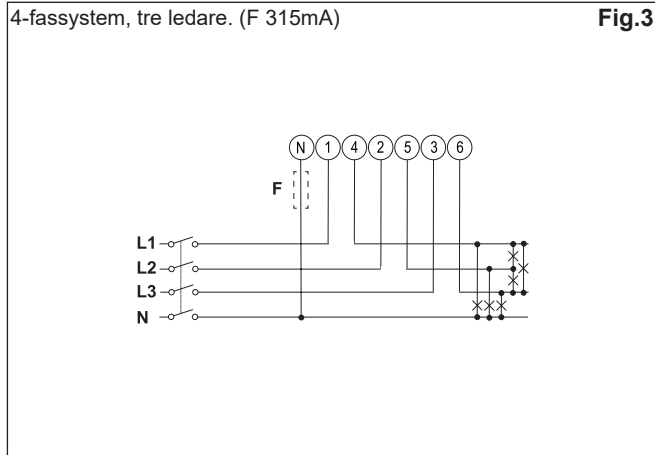 4-fassystem, tre ledare. (F 315mA)
Fig.3
N 1 4 2 5 3 6
F
L1
L2
L3
N